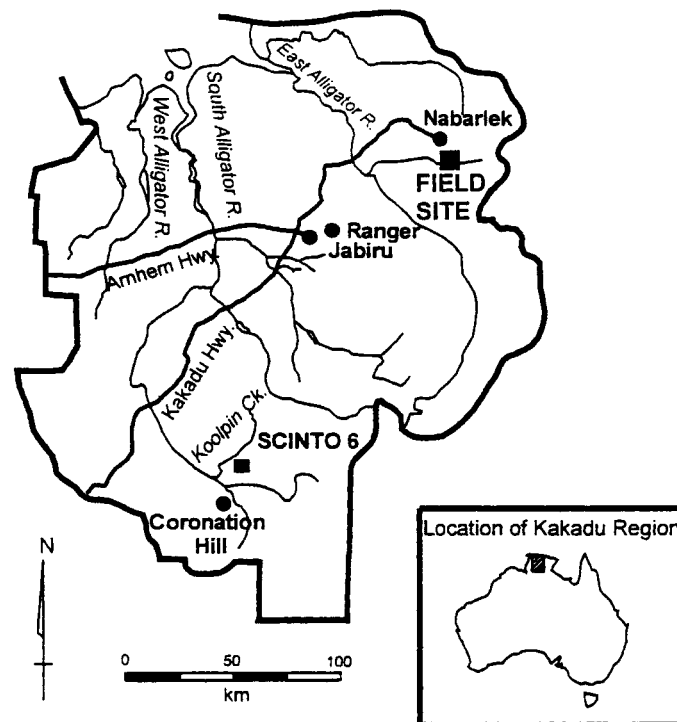 East Alligator R.
South Alligator R.
West Alligator R.
Nabarlek
FIELD
SITE
Ranger
Jabiru
Arnhem Hwy.
Kakadu Hwy.
Koolpin Ck.
SCINTO 6
Coronation
Hill
N
0 50 100
km
Location of Kakadu Region